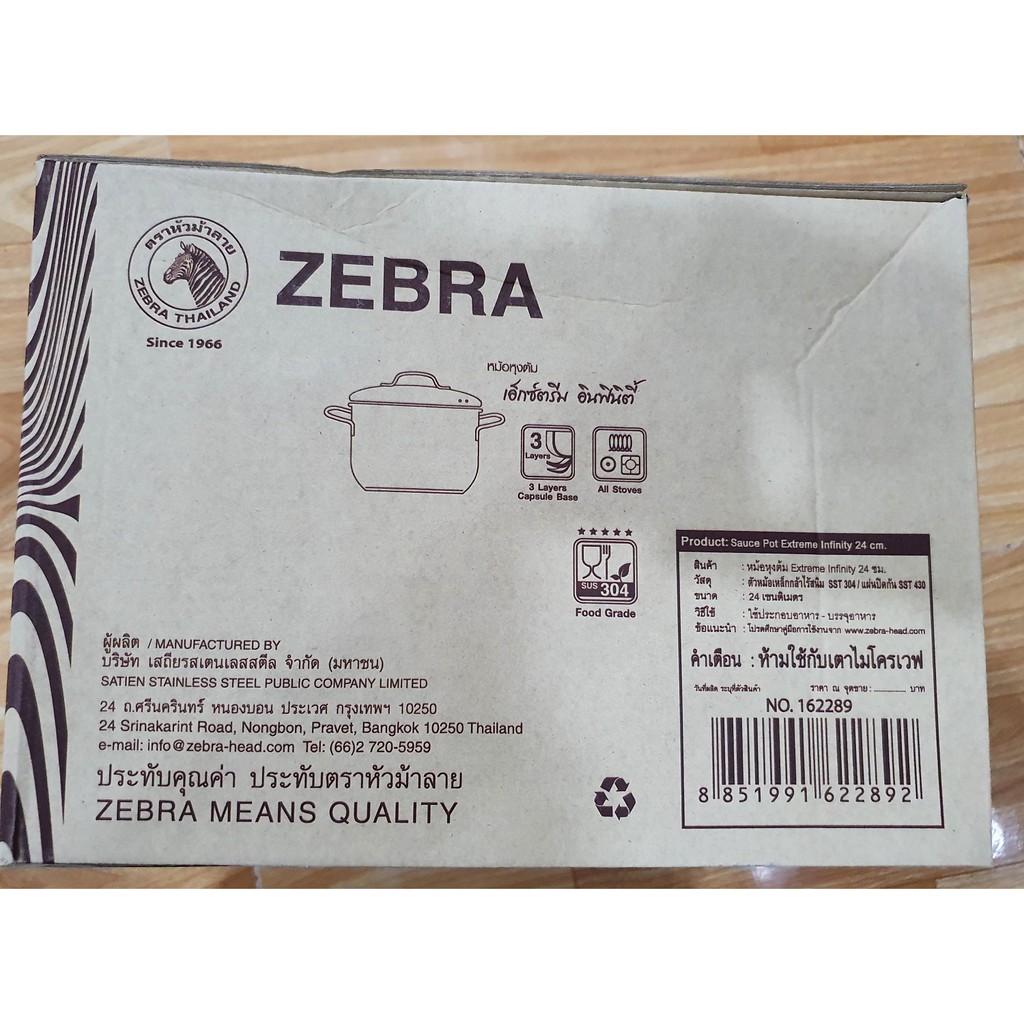 ตราหัวม้าลาย
ZEBRA THAILAND
Since 1966
ZEBRA
หม้อหุงต้ม
เอ็กซ์ตรีม อินฟินิตี้
3 Layers
3 Layers
Capsule Base
All Stoves
SUS 304
Food Grade
Product: Sauce Pot Extreme Infinity 24 cm.
สินค้า : หม้อหุงต้ม Extreme Infinity 24 ซม.
วัสดุ : ตัวหม้อเหล็กกล้าไร้สนิม SST 304 / แผ่นปิดก้น SST 430
ขนาด : 24 เซนติเมตร
วิธีใช้ : ใช้ประกอบอาหาร - บรรจุอาหาร
ข้อแนะนำ : โปรดศึกษาคู่มือการใช้งานจาก www.zebra-head.com
คำเตือน : ห้ามใช้กับเตาไมโครเวฟ
วันที่ผลิต ระบุที่ตัวสินค้า ราคา ณ จุดขาย : ........... บาท
NO. 162289
8 851991 622892
ผู้ผลิต / MANUFACTURED BY
บริษัท เสถียรสเตนเลสสตีล จำกัด (มหาชน)
SATIEN STAINLESS STEEL PUBLIC COMPANY LIMITED
24 ถ.ศรีนครินทร์ หนองบอน ประเวศ กรุงเทพฯ 10250
24 Srinakarint Road, Nongbon, Pravet, Bangkok 10250 Thailand
e-mail: info@zebra-head.com Tel: (66)2 720-5959
ประทับคุณค่า ประทับตราหัวม้าลาย
ZEBRA MEANS QUALITY